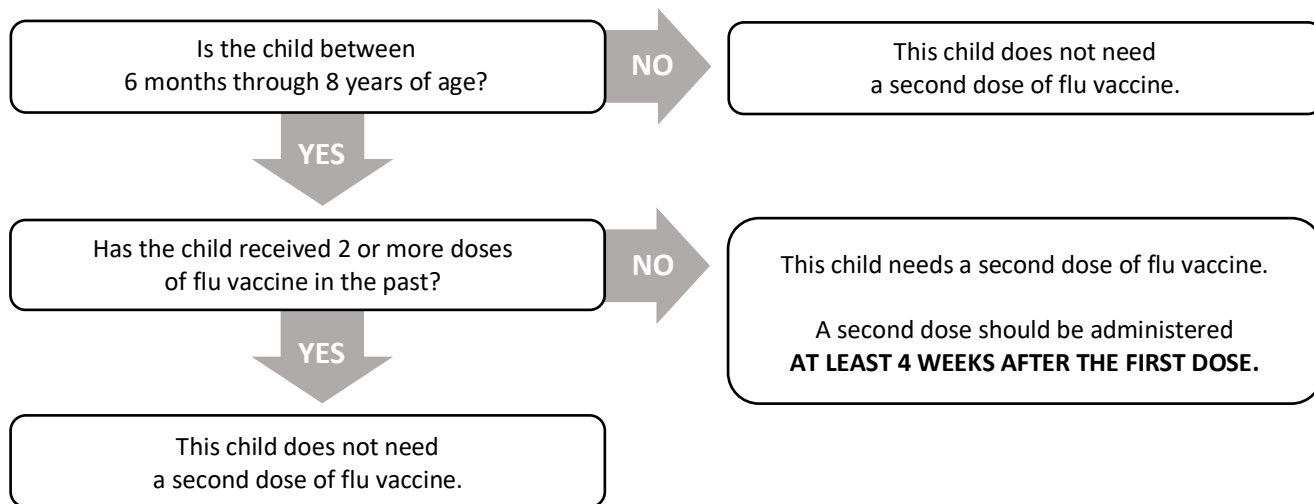 Is the child between
6 months through 8 years of age?
NO
This child does not need
a second dose of flu vaccine.
YES
Has the child received 2 or more doses
of flu vaccine in the past?
NO
This child needs a second dose of flu vaccine.
A second dose should be administered
AT LEAST 4 WEEKS AFTER THE FIRST DOSE.
YES
This child does not need
a second dose of flu vaccine.